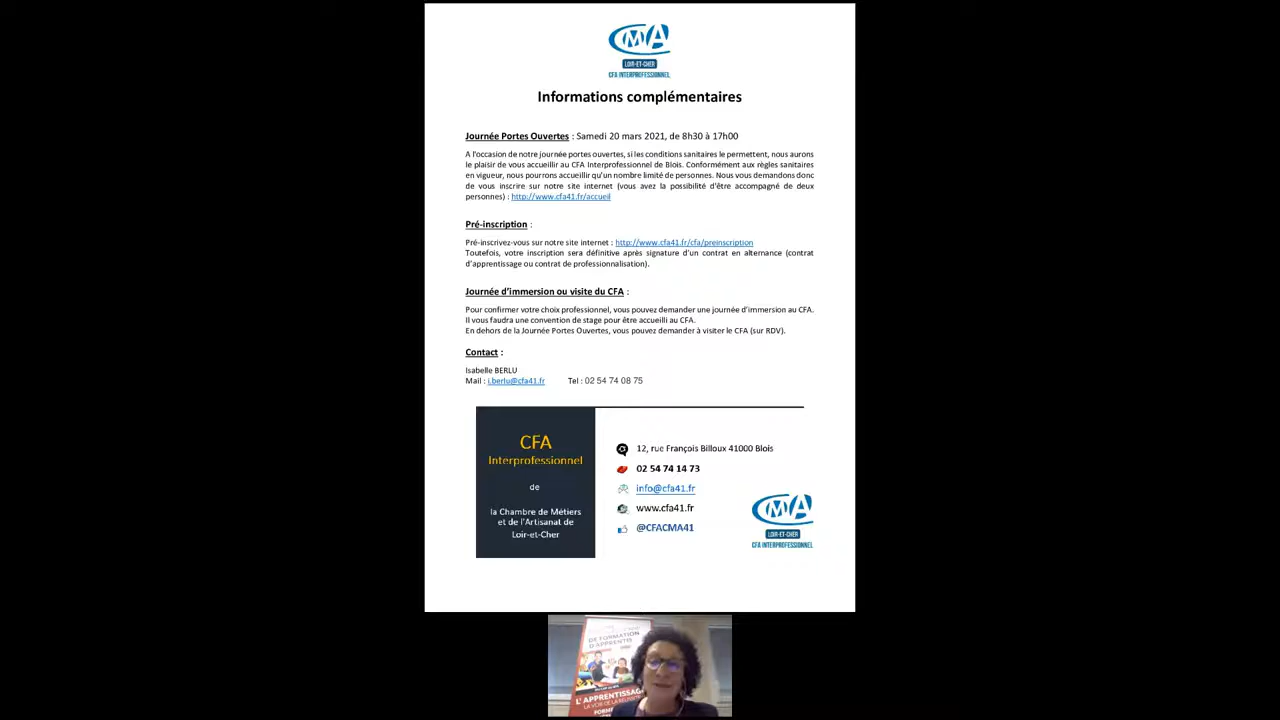 CMA
LOIR-ET-CHER
CFA INTERPROFESSIONNEL
Informations complémentaires
Journée Portes Ouvertes : Samedi 20 mars 2021, de 8h30 à 17h00
A l'occasion de notre journée portes ouvertes, si les conditions sanitaires le permettent, nous aurons
le plaisir de vous accueillir au CFA Interprofessionnel de Blois. Conformément aux règles sanitaires
en vigueur, nous pourrons accueillir qu'un nombre limité de personnes. Nous vous demandons donc
de vous inscrire sur notre site internet (vous avez la possibilité d'être accompagné de deux
personnes) : http://www.cfa41.fr/accueil
Pré-inscription :
Pré-inscrivez-vous sur notre site internet : http://www.cfa41.fr/cfa/preinscription
Toutefois, votre inscription sera définitive après signature d'un contrat en alternance (contrat
d'apprentissage ou contrat de professionnalisation).
Journée d'immersion ou visite du CFA :
Pour confirmer votre choix professionnel, vous pouvez demander une journée d'immersion au CFA.
Il vous faudra une convention de stage pour être accueilli au CFA.
En dehors de la Journée Portes Ouvertes, vous pouvez demander à visiter le CFA (sur RDV).
Contact :
Isabelle BERLU
Mail : i.berlu@cfa41.fr Tel : 02 54 74 08 75
CFA
Interprofessionnel
de
la Chambre de Métiers
et de l'Artisanat de
Loir-et-Cher
12, rue François Billoux 41000 Blois
02 54 74 14 73
info@cfa41.fr
www.cfa41.fr
@CFACMA41
CMA
LOIR-ET-CHER
CFA INTERPROFESSIONNEL
DE FORMATION
D'APPRENTIS
L'APPRENTISSAGE
LA VOIE DE LA RÉUSSITE